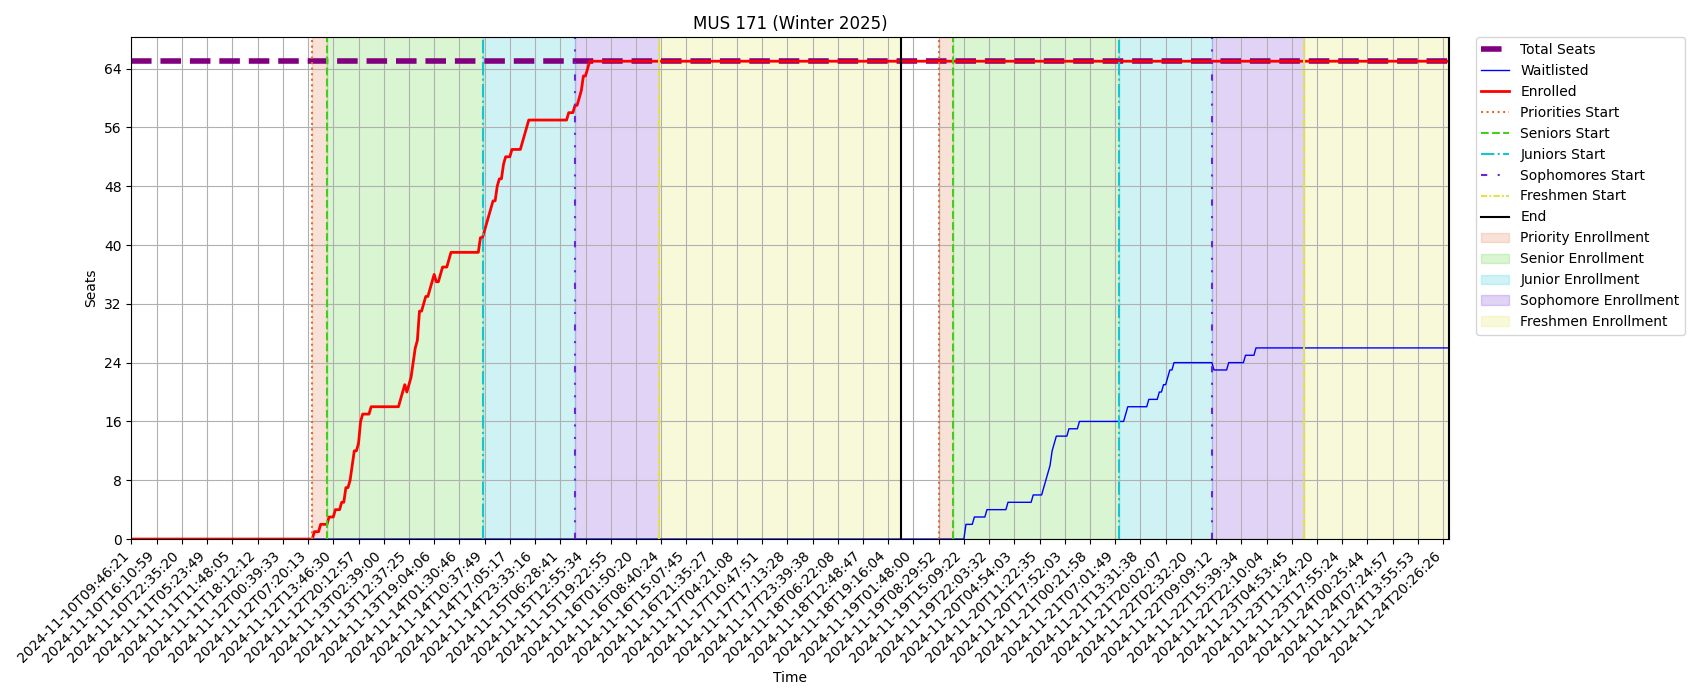 MUS 171 (Winter 2025)
Seats
64
56
48
40
32
24
16
8
0
2024-11-10T09:46:21
2024-11-10T16:10:59
2024-11-10T22:35:20
2024-11-11T05:23:49
2024-11-11T11:48:05
2024-11-11T18:12:12
2024-11-12T00:39:33
2024-11-12T07:20:13
2024-11-12T13:46:30
2024-11-12T20:12:57
2024-11-13T02:39:00
2024-11-13T12:37:25
2024-11-13T19:04:06
2024-11-14T01:30:46
2024-11-14T10:37:49
2024-11-14T17:05:17
2024-11-14T23:33:16
2024-11-15T06:28:41
2024-11-15T12:55:34
2024-11-15T19:22:55
2024-11-16T01:50:20
2024-11-16T08:40:24
2024-11-16T15:07:45
2024-11-16T21:35:27
2024-11-17T04:21:08
2024-11-17T10:47:51
2024-11-17T17:13:28
2024-11-17T23:39:38
2024-11-18T06:22:08
2024-11-18T12:48:47
2024-11-18T19:16:04
2024-11-19T01:48:00
2024-11-19T08:29:52
2024-11-19T15:09:22
2024-11-19T22:03:32
2024-11-20T04:54:03
2024-11-20T11:22:35
2024-11-20T17:52:03
2024-11-21T00:21:58
2024-11-21T07:01:49
2024-11-21T13:31:38
2024-11-21T20:02:07
2024-11-22T02:32:20
2024-11-22T09:09:12
2024-11-22T15:39:34
2024-11-22T22:10:04
2024-11-23T04:53:45
2024-11-23T11:24:20
2024-11-23T17:55:24
2024-11-24T00:25:44
2024-11-24T07:24:57
2024-11-24T13:55:53
2024-11-24T20:26:26
Time
Total Seats
Waitlisted
Enrolled
Priorities Start
Seniors Start
Juniors Start
Sophomores Start
Freshmen Start
End
Priority Enrollment
Senior Enrollment
Junior Enrollment
Sophomore Enrollment
Freshmen Enrollment